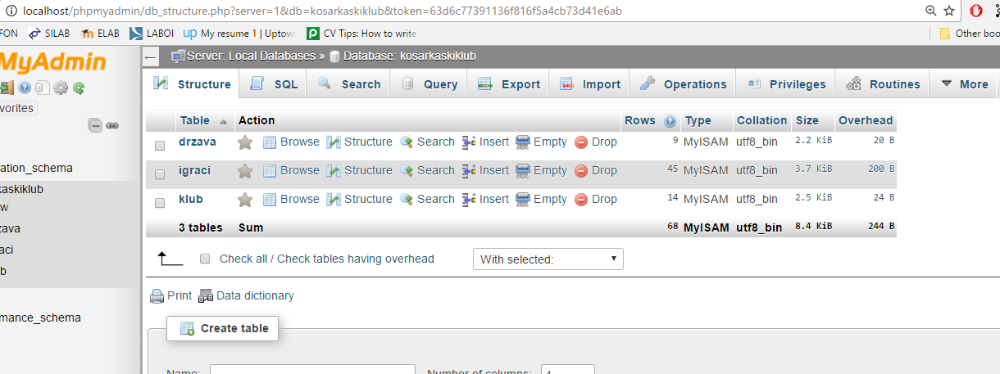 localhost/phpmyadmin/db_structure.php?server=1&db=kosarkaskiklub&token=63d6c77391136f816f5a4cb73d41e6ab
FON SILAB ELAB LABOI My resume 1 | Uptow CV Tips: How to write Other boo
MyAdmin
vorites
ation_schema
kaskiklub
w
zava
aci
b
mance_schema
← Server: Local Databases » Database: kosarkaskiklub
Structure SQL Search Query Export Import Operations Privileges Routines More
Table Action Rows Type Collation Size Overhead
drzava Browse Structure Search Insert Empty Drop 9 MyISAM utf8_bin 2.2 KiB 20 B
igraci Browse Structure Search Insert Empty Drop 45 MyISAM utf8_bin 3.7 KiB 200 B
klub Browse Structure Search Insert Empty Drop 14 MyISAM utf8_bin 2.5 KiB 24 B
3 tables Sum 68 MyISAM utf8_bin 8.4 KiB 244 B
Check all / Check tables having overhead With selected:
Print Data dictionary
Create table
Name: Number of columns: 4